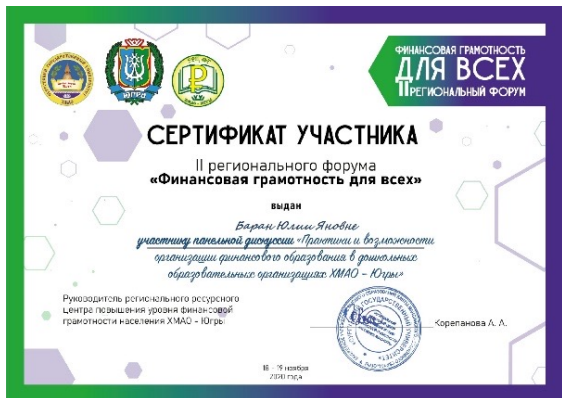 ФИНАНСОВАЯ ГРАМОТНОСТЬ
ДЛЯ ВСЕХ
II РЕГИОНАЛЬНЫЙ ФОРУМ
ЮГРА
СЕРТИФИКАТ УЧАСТНИКА
II регионального форума
«Финансовая грамотность для всех»
выдан
Баран Юлии Яновне
участнику панельной дискуссии «Практики и возможности
организации финансового образования в дошкольных
образовательных организациях ХМАО – Югры»
Руководитель регионального ресурсного
центра повышения уровня финансовой
грамотности населения ХМАО - Югры
Корепанова А. А.
18 - 19 ноября
2020 года